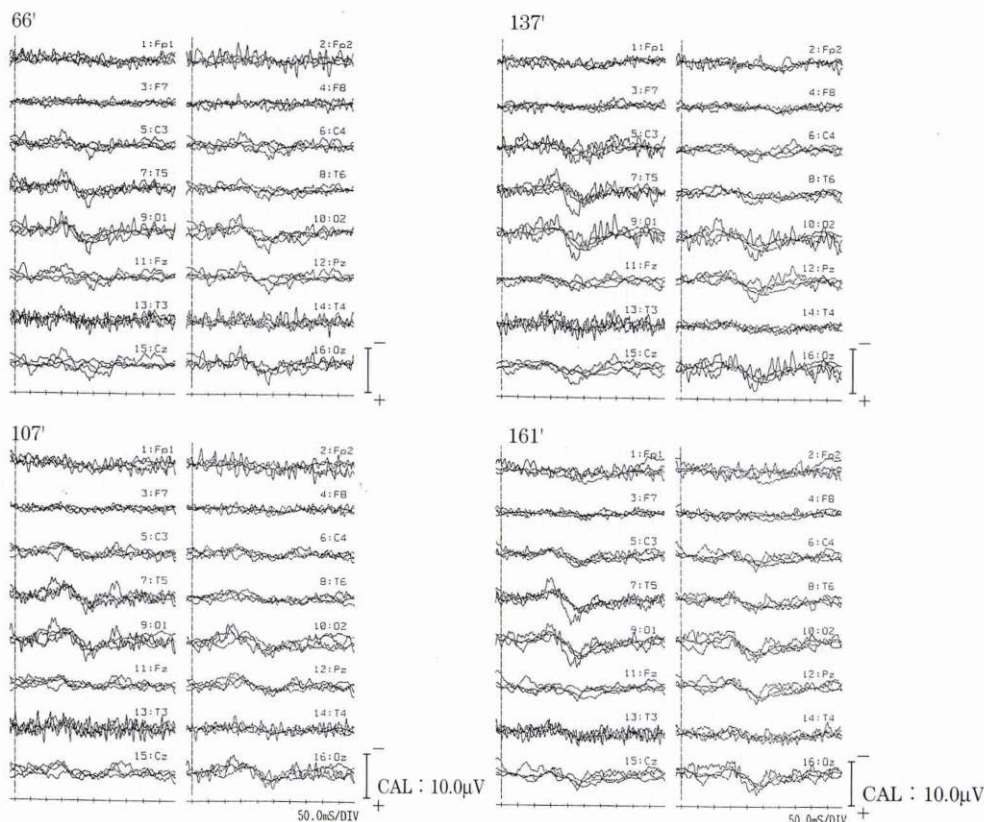 66'
1:Fp1 2:Fp2
3:F7 4:F8
5:C3 6:C4
7:T5 8:T6
9:O1 10:O2
11:Fz 12:Pz
13:T3 14:T4
15:Cz 16:Oz
−
+
137'
1:Fp1 2:Fp2
3:F7 4:F8
5:C3 6:C4
7:T5 8:T6
9:O1 10:O2
11:Fz 12:Pz
13:T3 14:T4
15:Cz 16:Oz
−
+
107'
1:Fp1 2:Fp2
3:F7 4:F8
5:C3 6:C4
7:T5 8:T6
9:O1 10:O2
11:Fz 12:Pz
13:T3 14:T4
15:Cz 16:Oz
−
CAL : 10.0μV
+
50.0mS/DIV
161'
1:Fp1 2:Fp2
3:F7 4:F8
5:C3 6:C4
7:T5 8:T6
9:O1 10:O2
11:Fz 12:Pz
13:T3 14:T4
15:Cz 16:Oz
−
CAL : 10.0μV
+
50.0mS/DIV